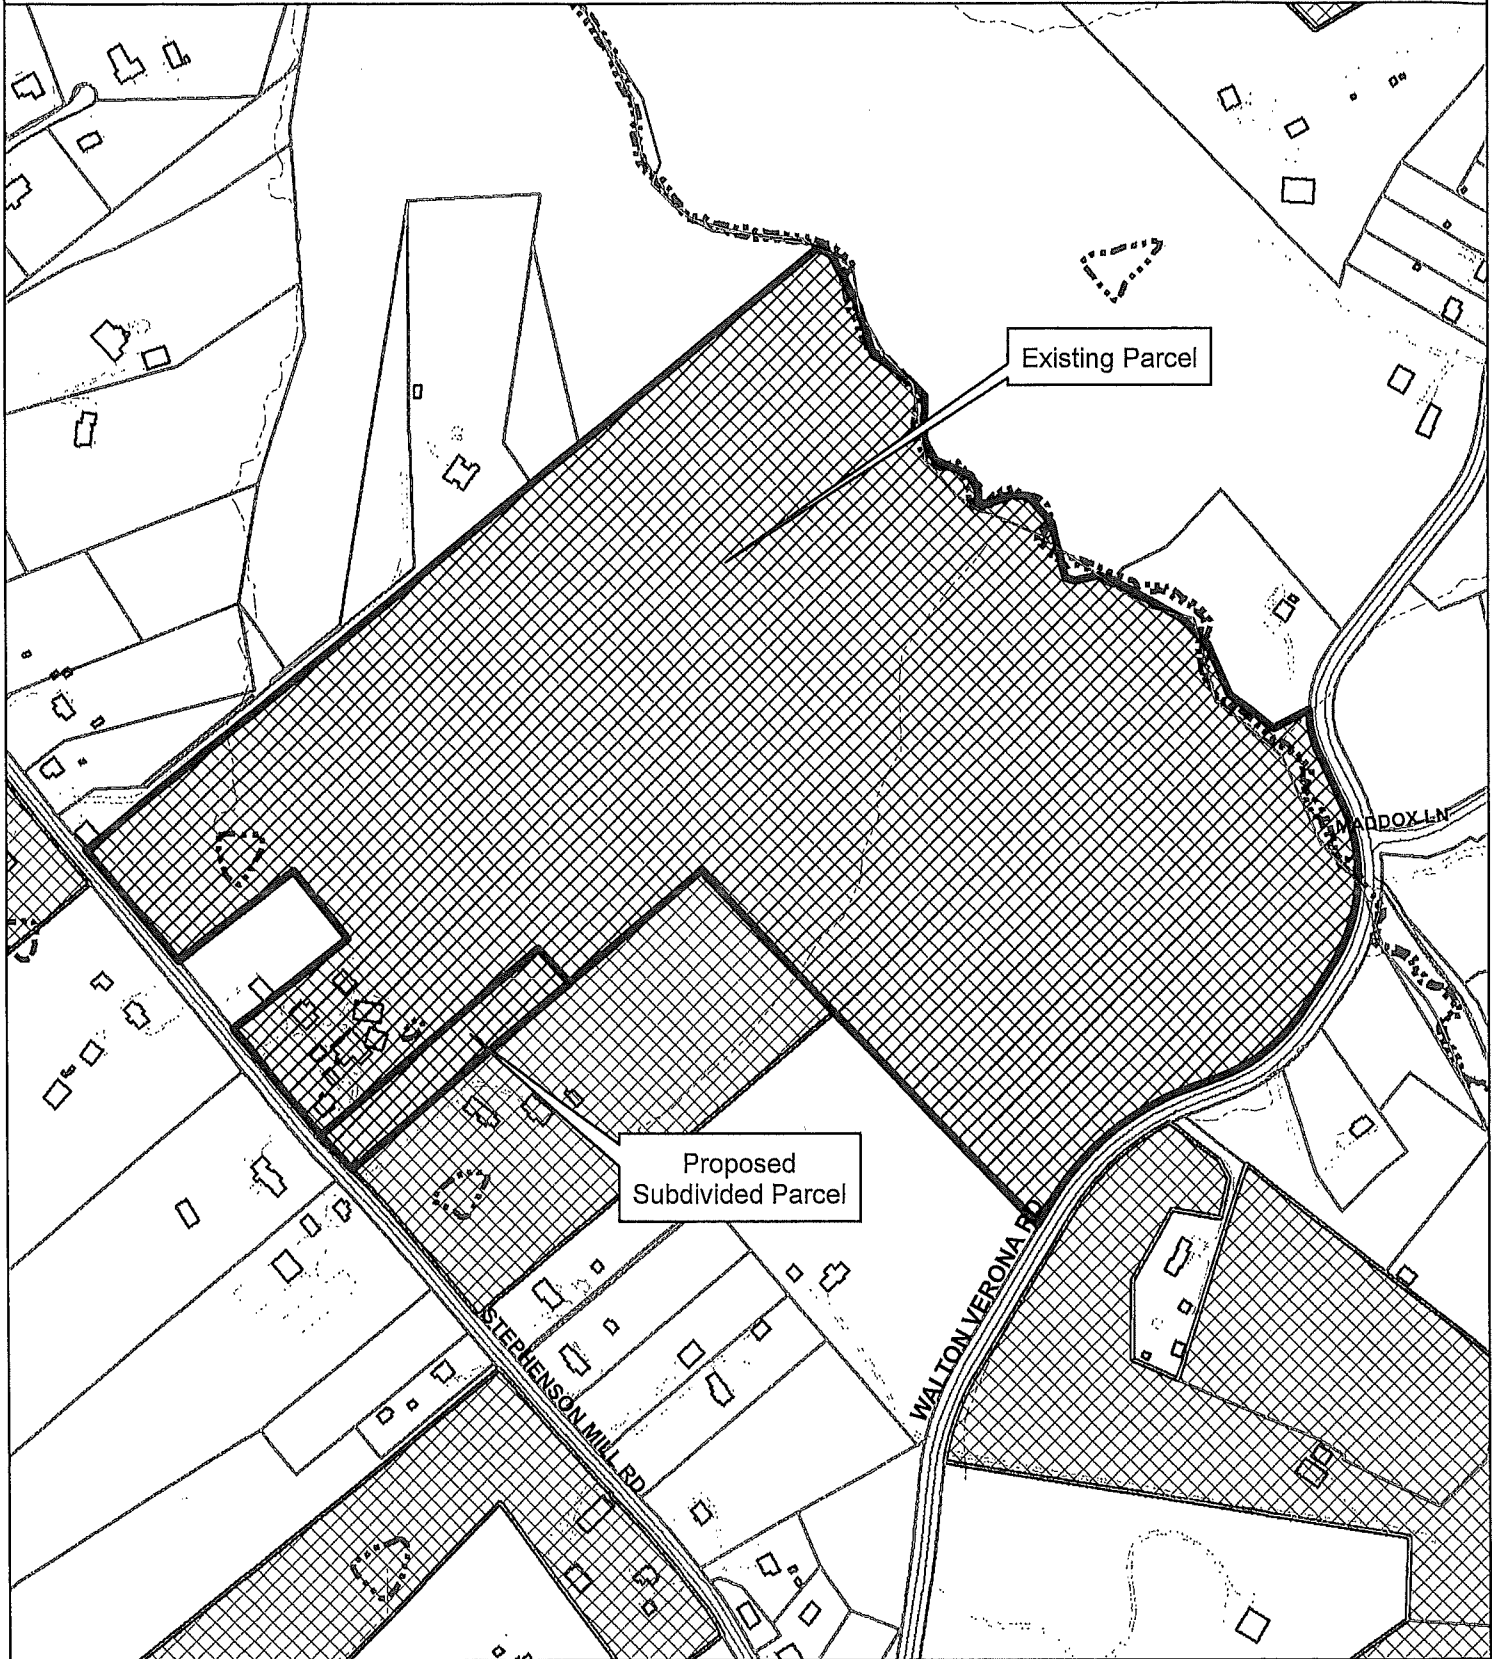 Existing Parcel
MADDOX LN
Proposed
Subdivided Parcel
WALTON VERONA RD
STEPHENSON MILL RD